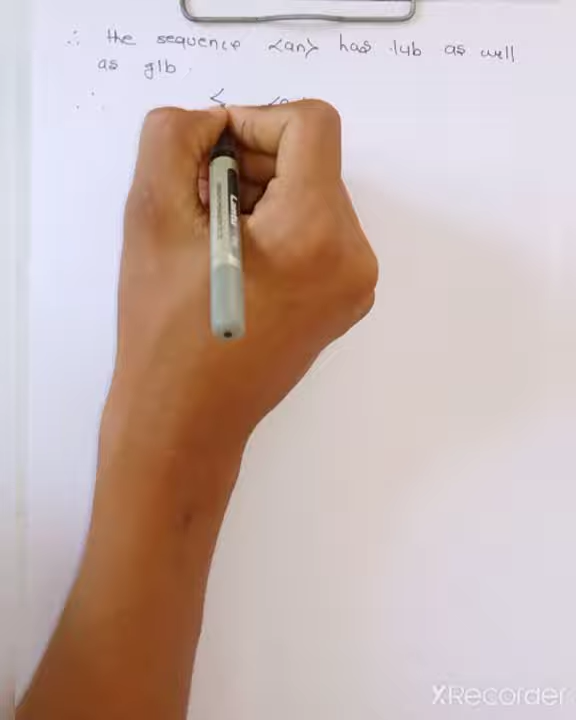 ∴ the sequence <an> has lub as well
as glb.
∴
XRecorder